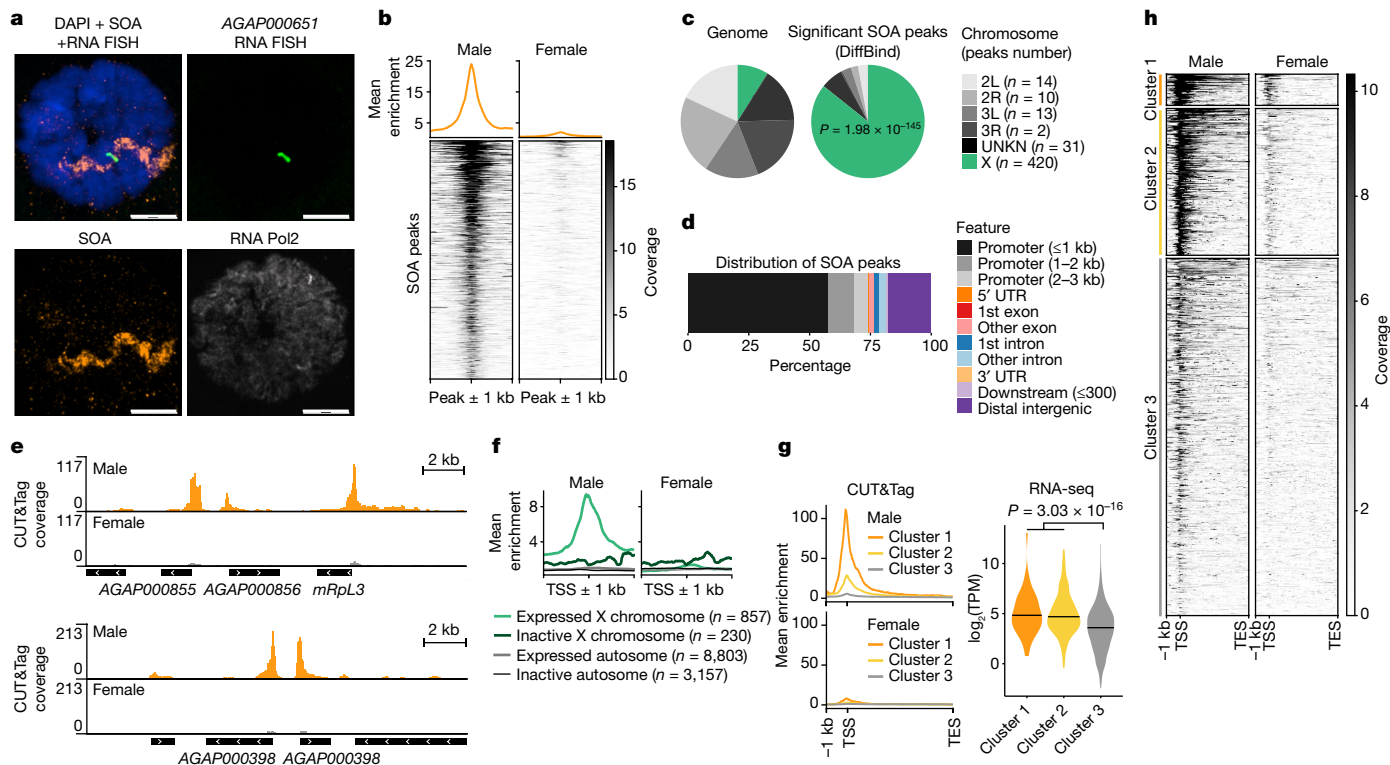 a
DAPI + SOA
+RNA FISH
AGAP000651
RNA FISH
SOA
RNA Pol2
b
Male
Female
Mean
enrichment
25
15
5
SOA peaks
Peak ± 1 kb
Peak ± 1 kb
15
10
5
0
Coverage
c
Genome
Significant SOA peaks
(DiffBind)
P = 1.98 × 10⁻¹⁴⁵
Chromosome
(peaks number)
2L (n = 14)
2R (n = 10)
3L (n = 13)
3R (n = 2)
UNKN (n = 31)
X (n = 420)
d
Distribution of SOA peaks
0
25
50
75
100
Percentage
Feature
Promoter (≤1 kb)
Promoter (1–2 kb)
Promoter (2–3 kb)
5′ UTR
1st exon
Other exon
1st intron
Other intron
3′ UTR
Downstream (≤300)
Distal intergenic
e
CUT&Tag
coverage
117
0
Male
2 kb
117
0
Female
AGAP000855
AGAP000856
mRpL3
CUT&Tag
coverage
213
0
Male
2 kb
213
0
Female
AGAP000398
AGAP000398
f
Male
Female
Mean
enrichment
8
4
TSS ± 1 kb
TSS ± 1 kb
Expressed X chromosome (n = 857)
Inactive X chromosome (n = 230)
Expressed autosome (n = 8,803)
Inactive autosome (n = 3,157)
g
CUT&Tag
Mean enrichment
100
50
0
Male
Cluster 1
Cluster 2
Cluster 3
100
50
0
Female
Cluster 1
Cluster 2
Cluster 3
–1 kb
TSS
TES
RNA-seq
P = 3.03 × 10⁻¹⁶
log₂(TPM)
10
5
0
Cluster 1
Cluster 2
Cluster 3
h
Male
Female
Cluster 1
Cluster 2
Cluster 3
–1 kb
TSS
TES
–1 kb
TSS
TES
10
8
6
4
2
0
Coverage